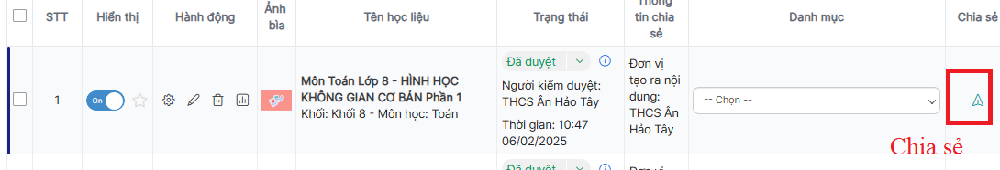 STT
Hiển thị
Hành động
Ảnh
bìa
Tên học liệu
Trạng thái
Thông
tin chia
sẻ
Danh mục
Chia sẻ
1
On
Môn Toán Lớp 8 - HÌNH HỌC
KHÔNG GIAN CƠ BẢN Phần 1
Khối: Khối 8 - Môn học: Toán
Đã duyệt
Người kiểm duyệt:
THCS Ân Hảo Tây
Thời gian: 10:47
06/02/2025
Đơn vị
tạo ra nội
dung:
THCS Ân
Hảo Tây
-- Chọn --
Chia sẻ
Đã duyệt
Đơn vị